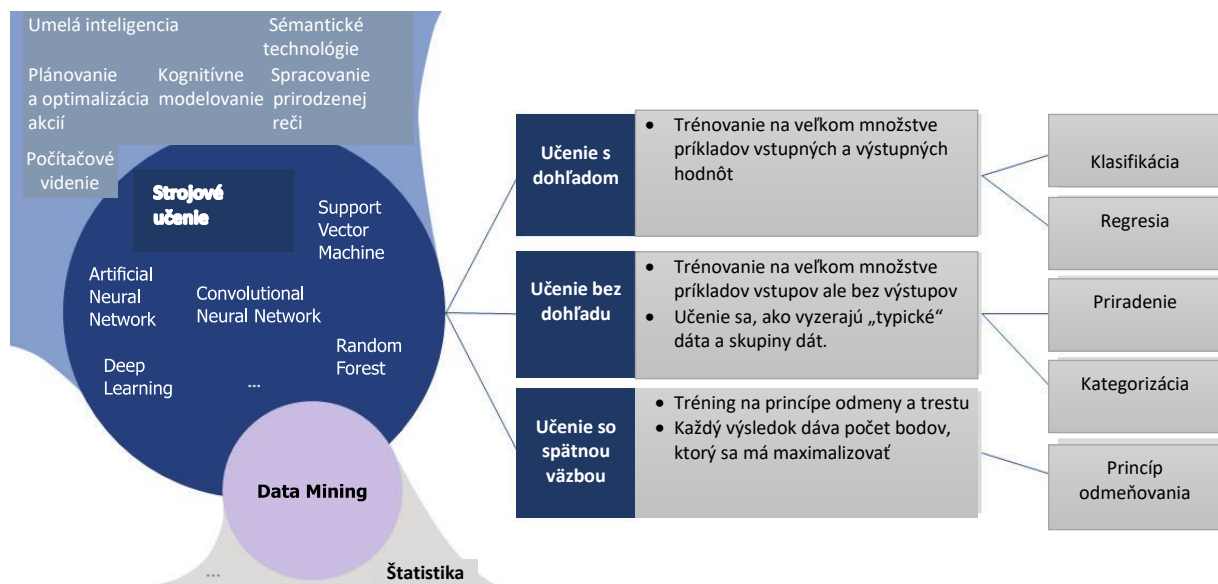 Umelá inteligencia
Sémantické
technológie
Plánovanie
a optimalizácia
akcií
Kognitívne
modelovanie
Spracovanie
prirodzenej
reči
Počítačové
videnie
Strojové
učenie
Support
Vector
Machine
Artificial
Neural
Network
Convolutional
Neural Network
Deep
Learning
...
Random
Forest
Data Mining
...
Štatistika
Učenie s
dohľadom
• Trénovanie na veľkom množstve
príkladov vstupných a výstupných
hodnôt
Klasifikácia
Regresia
Učenie bez
dohľadu
• Trénovanie na veľkom množstve
príkladov vstupov ale bez výstupov
• Učenie sa, ako vyzerajú „typické“
dáta a skupiny dát.
Priradenie
Kategorizácia
Učenie so
spätnou
väzbou
• Tréning na princípe odmeny a trestu
• Každý výsledok dáva počet bodov,
ktorý sa má maximalizovať
Princíp
odmeňovania